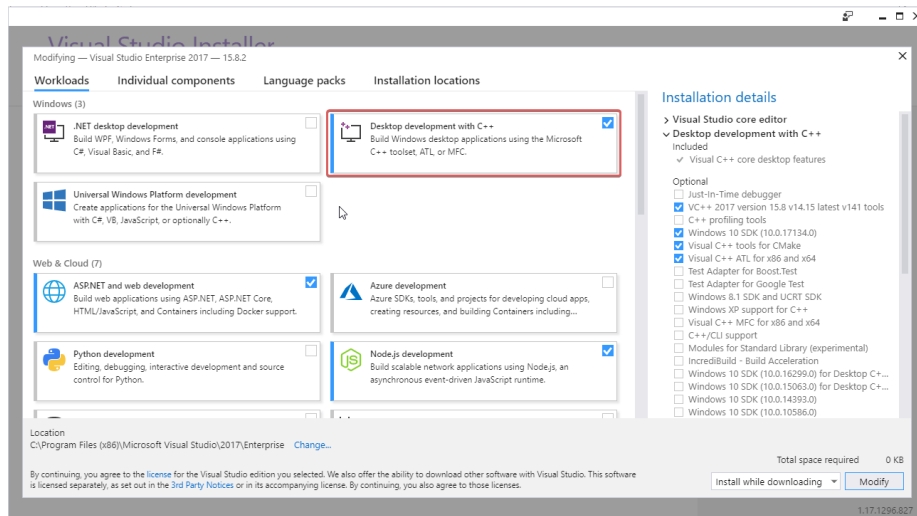 Visual Studio Installer
Modifying — Visual Studio Enterprise 2017 — 15.8.2
Workloads
Individual components
Language packs
Installation locations
Windows (3)
.NET desktop development
Build WPF, Windows Forms, and console applications using
C#, Visual Basic, and F#.
Desktop development with C++
Build Windows desktop applications using the Microsoft
C++ toolset, ATL, or MFC.
Universal Windows Platform development
Create applications for the Universal Windows Platform
with C#, VB, JavaScript, or optionally C++.
Web & Cloud (7)
ASP.NET and web development
Build web applications using ASP.NET, ASP.NET Core,
HTML/JavaScript, and Containers including Docker support.
Azure development
Azure SDKs, tools, and projects for developing cloud apps,
creating resources, and building Containers including...
Python development
Editing, debugging, interactive development and source
control for Python.
Node.js development
Build scalable network applications using Node.js, an
asynchronous event-driven JavaScript runtime.
Installation details
Visual Studio core editor
Desktop development with C++
Included
Visual C++ core desktop features
Optional
Just-In-Time debugger
VC++ 2017 version 15.8 v14.15 latest v141 tools
C++ profiling tools
Windows 10 SDK (10.0.17134.0)
Visual C++ tools for CMake
Visual C++ ATL for x86 and x64
Test Adapter for Boost.Test
Test Adapter for Google Test
Windows 8.1 SDK and UCRT SDK
Windows XP support for C++
Visual C++ MFC for x86 and x64
C++/CLI support
Modules for Standard Library (experimental)
IncrediBuild - Build Acceleration
Windows 10 SDK (10.0.16299.0) for Desktop C+...
Windows 10 SDK (10.0.15063.0) for Desktop C+...
Windows 10 SDK (10.0.14393.0)
Windows 10 SDK (10.0.10586.0)
Location
C:\Program Files (x86)\Microsoft Visual Studio\2017\Enterprise Change...
By continuing, you agree to the license for the Visual Studio edition you selected. We also offer the ability to download other software with Visual Studio. This software
is licensed separately, as set out in the 3rd Party Notices or in its accompanying license. By continuing, you also agree to those licenses.
Total space required 0 KB
Install while downloading
Modify
1.17.1296.827